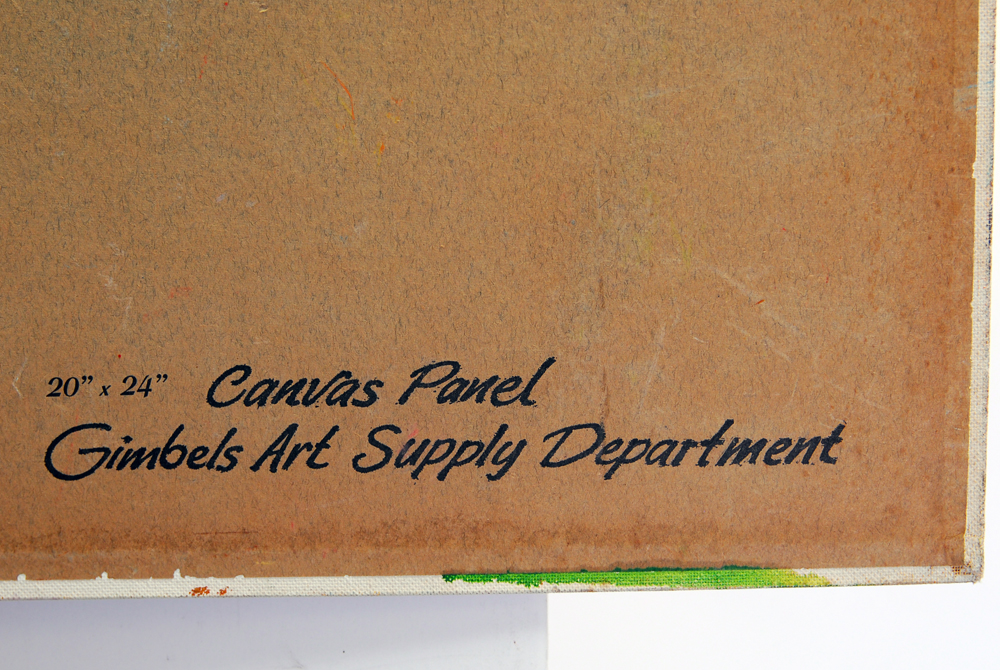 20” x 24” Canvas Panel
Gimbels Art Supply Department